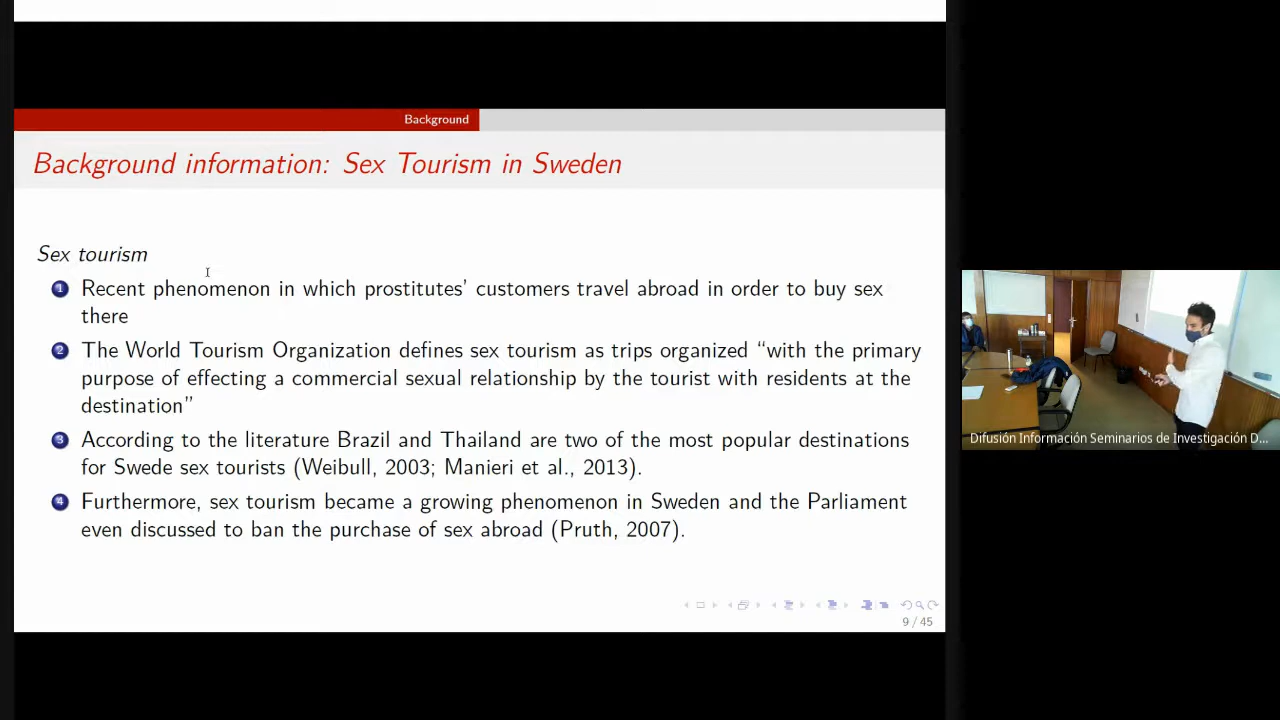 Background
Background information: Sex Tourism in Sweden
Sex tourism
1 Recent phenomenon in which prostitutes' customers travel abroad in order to buy sex
there
2 The World Tourism Organization defines sex tourism as trips organized “with the primary
purpose of effecting a commercial sexual relationship by the tourist with residents at the
destination”
3 According to the literature Brazil and Thailand are two of the most popular destinations
for Swede sex tourists (Weibull, 2003; Manieri et al., 2013).
4 Furthermore, sex tourism became a growing phenomenon in Sweden and the Parliament
even discussed to ban the purchase of sex abroad (Pruth, 2007).
9 / 45
Difusión Información Seminarios de Investigación D...